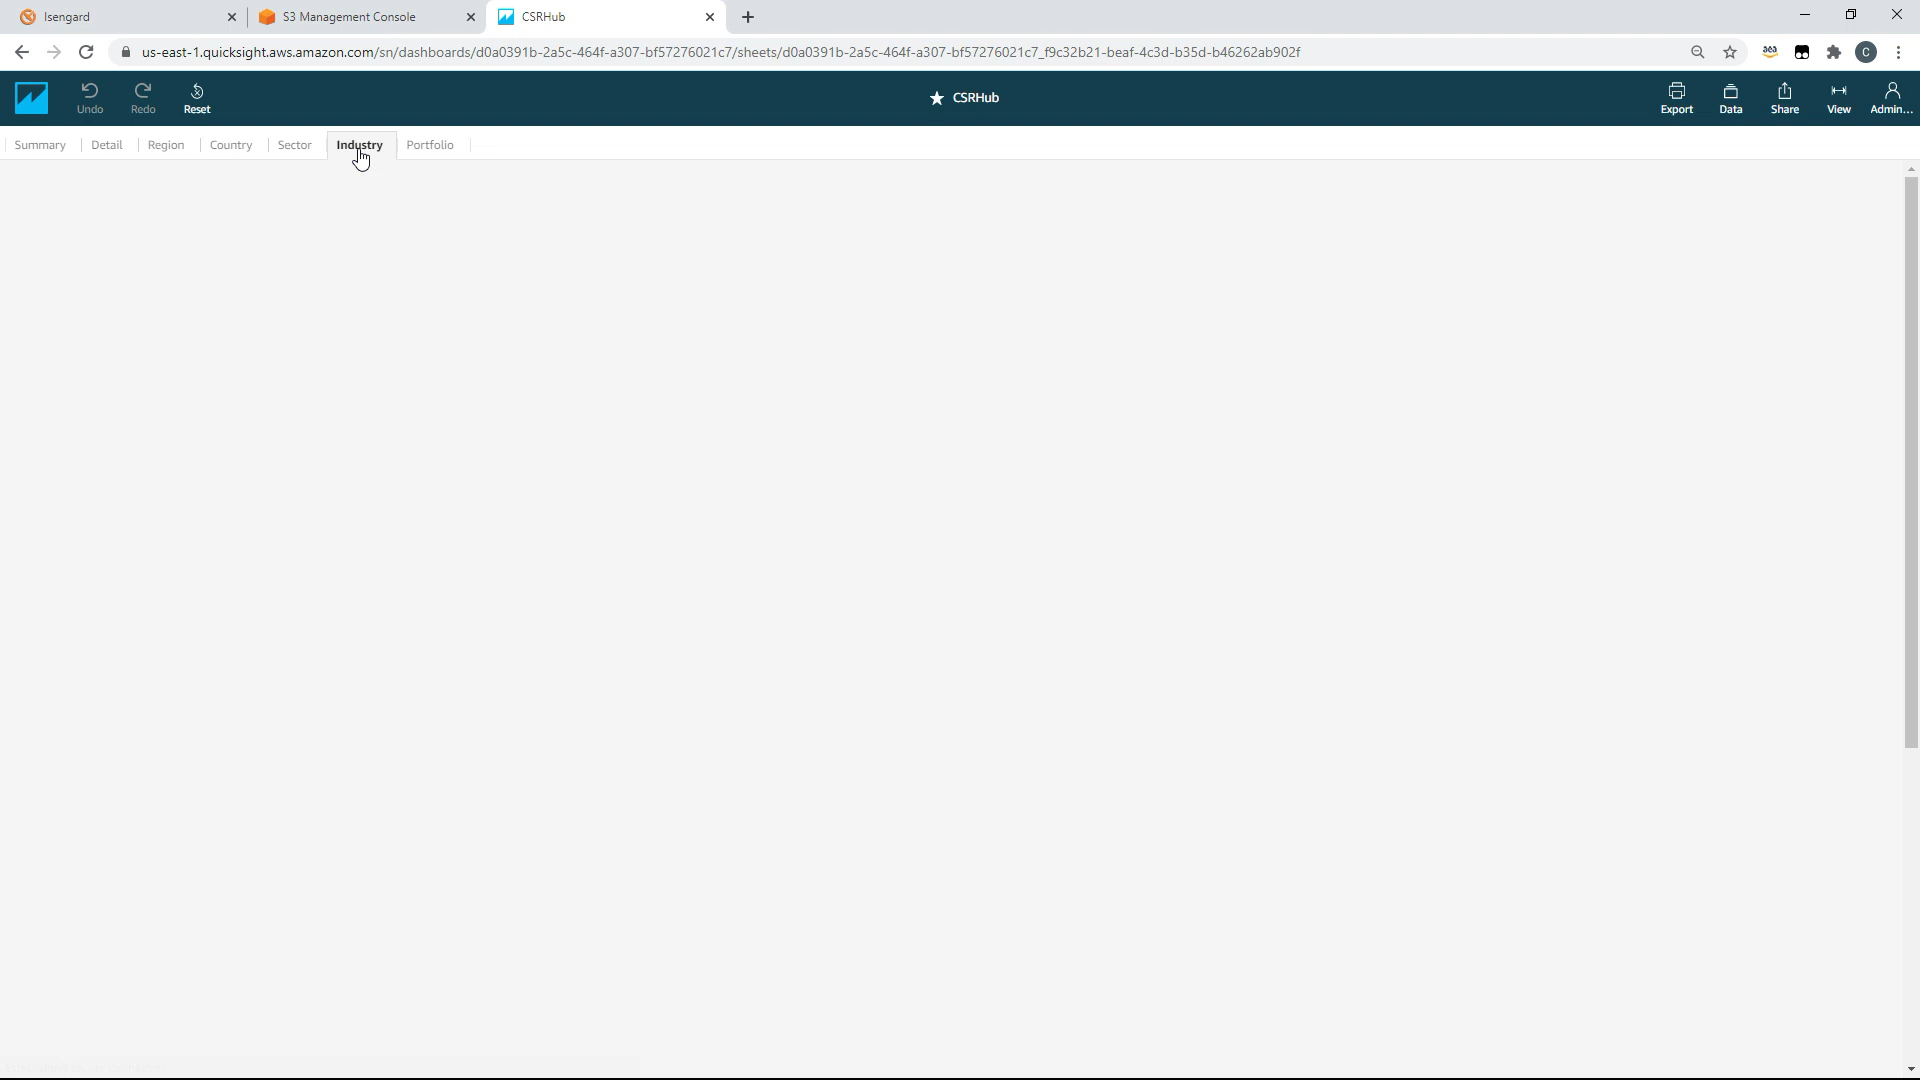 Isengard
S3 Management Console
CSRHub
us-east-1.quicksight.aws.amazon.com/sn/dashboards/d0a0391b-2a5c-464f-a307-bf57276021c7/sheets/d0a0391b-2a5c-464f-a307-bf57276021c7_f9c32b21-beaf-4c3d-b35d-b46262ab902f
aea
C
Undo
Redo
Reset
CSRHub
Export
Data
Share
View
Admin...
Summary
Detail
Region
Country
Sector
Industry
Portfolio